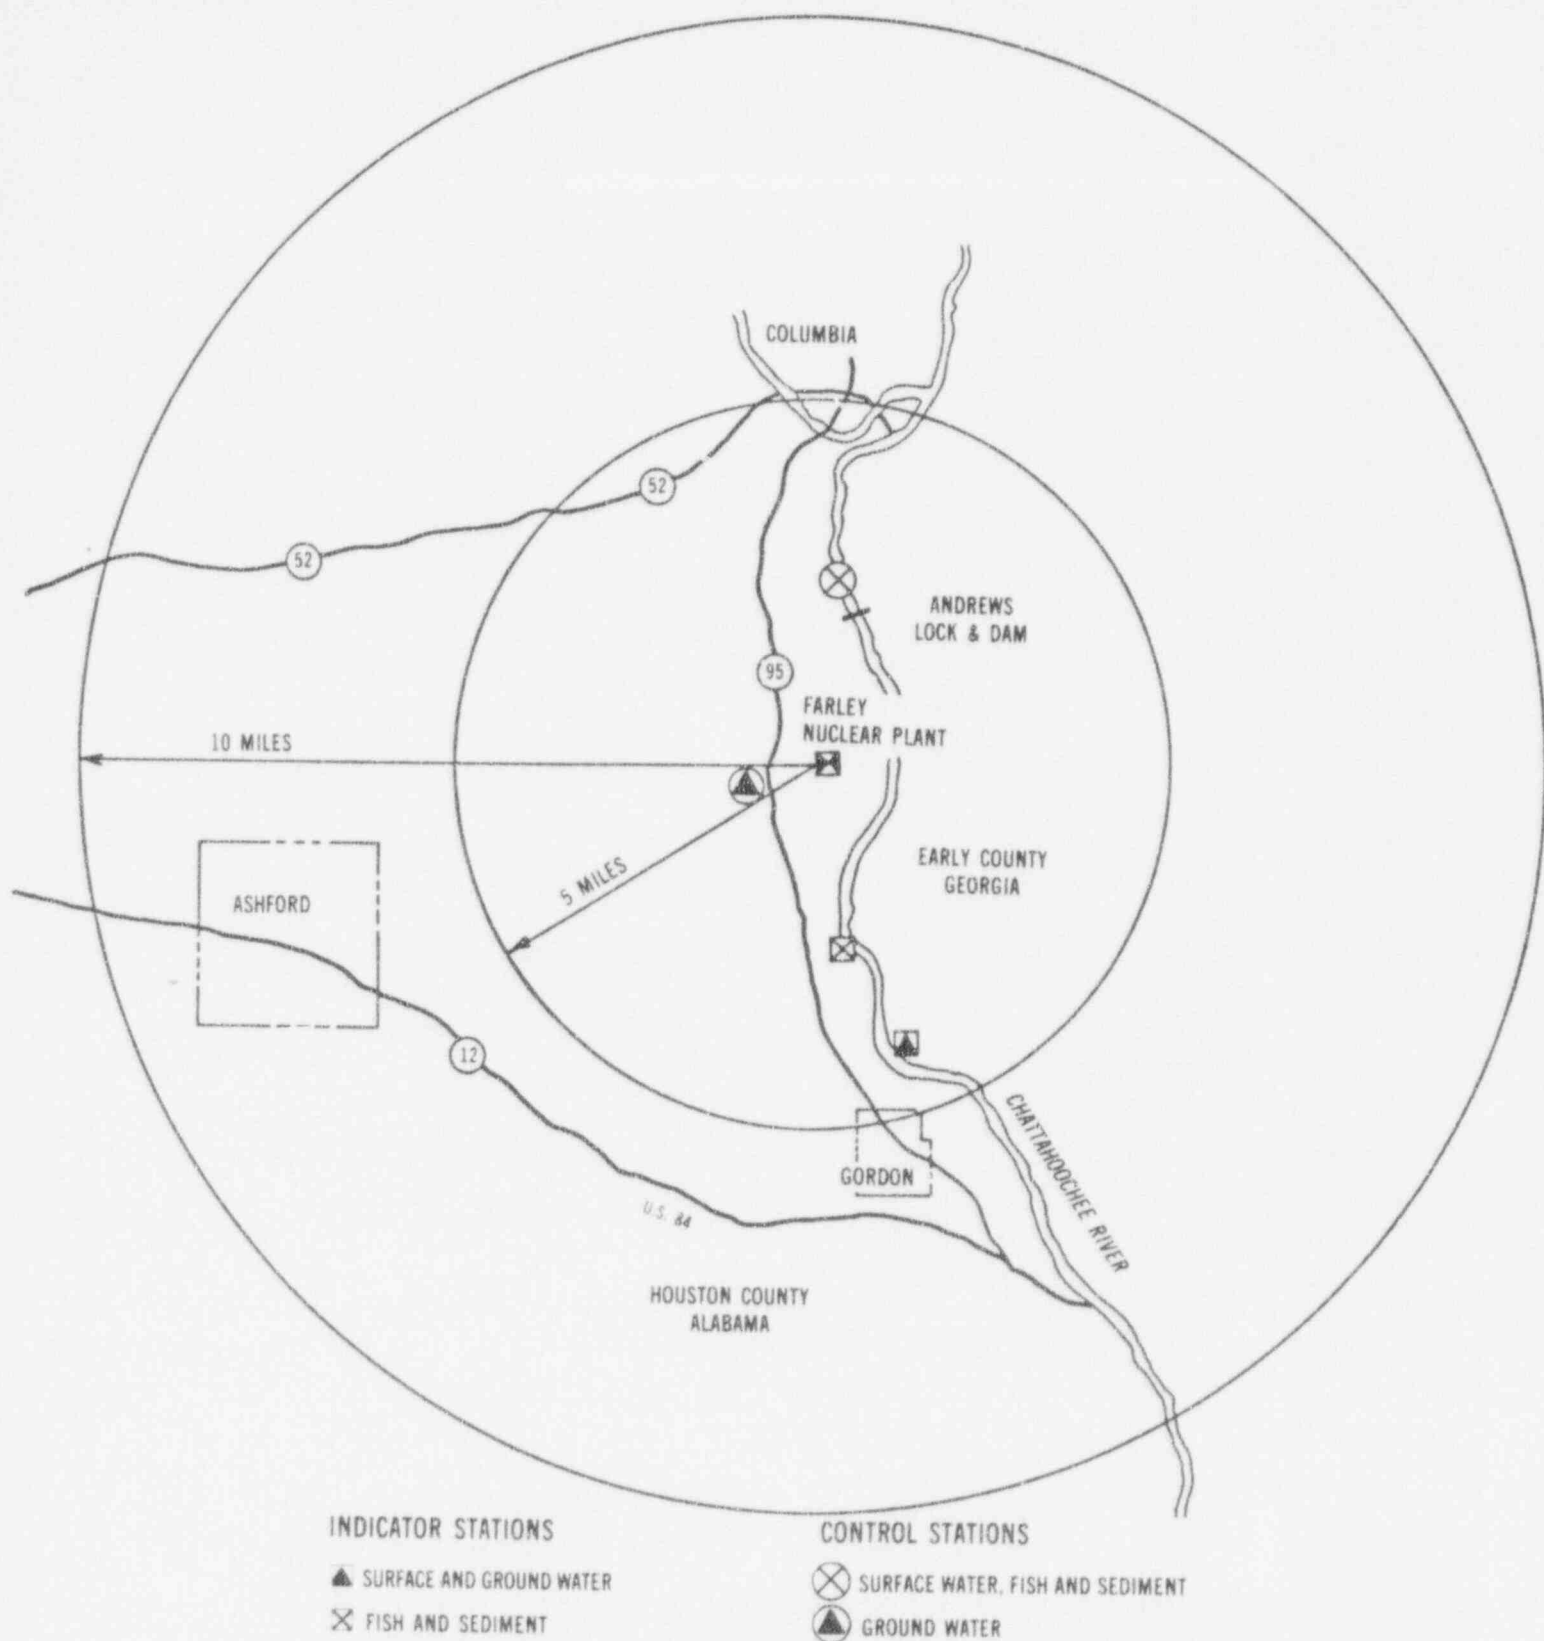 COLUMBIA
52
52
ANDREWS
LOCK & DAM
95
FARLEY
NUCLEAR PLANT
10 MILES
5 MILES
EARLY COUNTY
GEORGIA
ASHFORD
12
CHATTAHOOCHEE RIVER
GORDON
U.S. 84
HOUSTON COUNTY
ALABAMA
INDICATOR STATIONS
SURFACE AND GROUND WATER
FISH AND SEDIMENT
CONTROL STATIONS
SURFACE WATER, FISH AND SEDIMENT
GROUND WATER